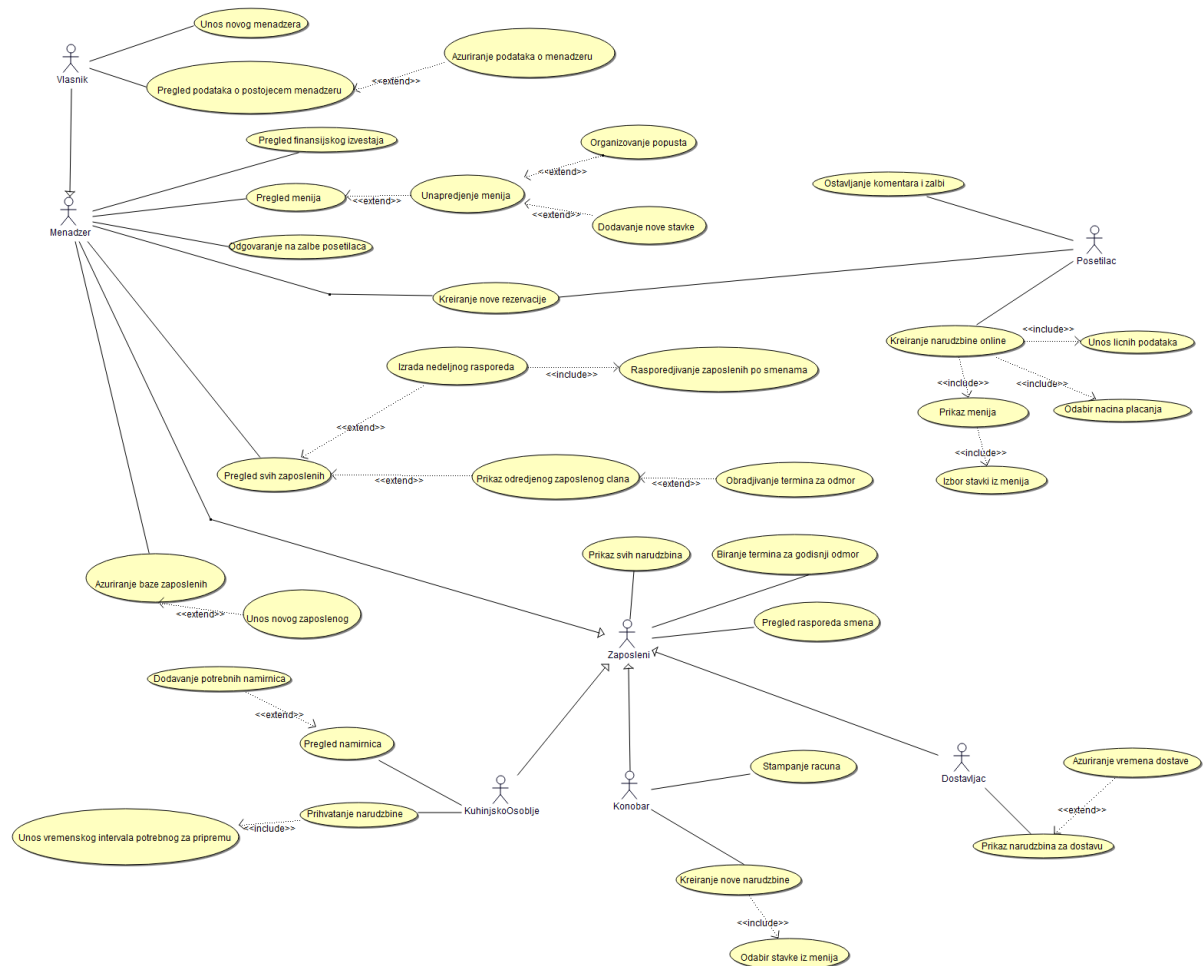 Unos novog menadzera
Azuriranje podataka o menadzeru
Vlasnik
<<extend>>
Pregled podataka o postojecem menadzeru
Pregled finansijskog izvestaja
Organizovanje popusta
<<extend>>
Ostavljanje komentara i zalbi
Pregled menija
<<extend>>
Unapredjenje menija
<<extend>>
Dodavanje nove stavke
Menadzer
Odgovaranje na zalbe posetilaca
Posetilac
Kreiranje nove rezervacije
<<include>>
Kreiranje narudzbine online
Unos licnih podataka
Izrada nedeljnog rasporeda
<<include>>
Rasporedjivanje zaposlenih po smenama
<<include>>
<<include>>
Prikaz menija
Odabir nacina placanja
<<extend>>
<<include>>
Pregled svih zaposlenih
<<extend>>
Prikaz odredjenog zaposlenog clana
<<extend>>
Obradjivanje termina za odmor
Izbor stavki iz menija
Prikaz svih narudzbina
Biranje termina za godisnji odmor
Azuriranje baze zaposlenih
<<extend>>
Unos novog zaposlenog
Pregled rasporeda smena
Zaposleni
Dodavanje potrebnih namirnica
<<extend>>
Pregled namirnica
Stampanje racuna
Azuriranje vremena dostave
Dostavljac
KuhinjskoOsoblje
Konobar
<<extend>>
Prihvatanje narudzbine
<<include>>
Unos vremenskog intervala potrebnog za pripremu
Prikaz narudzbina za dostavu
Kreiranje nove narudzbine
<<include>>
Odabir stavke iz menija